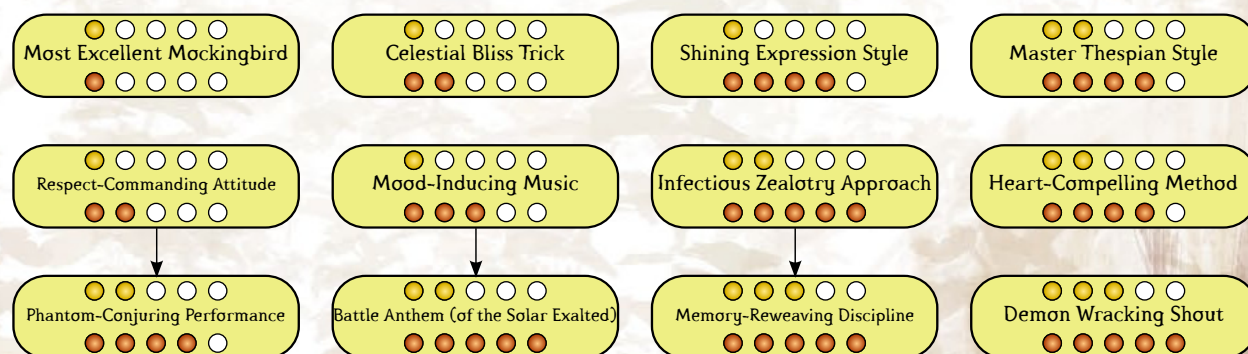 Most Excellent Mockingbird
Celestial Bliss Trick
Shining Expression Style
Master Thespian Style
Respect-Commanding Attitude
Mood-Inducing Music
Infectious Zealotry Approach
Heart-Compelling Method
Phantom-Conjuring Performance
Battle Anthem (of the Solar Exalted)
Memory-Reweaving Discipline
Demon Wracking Shout